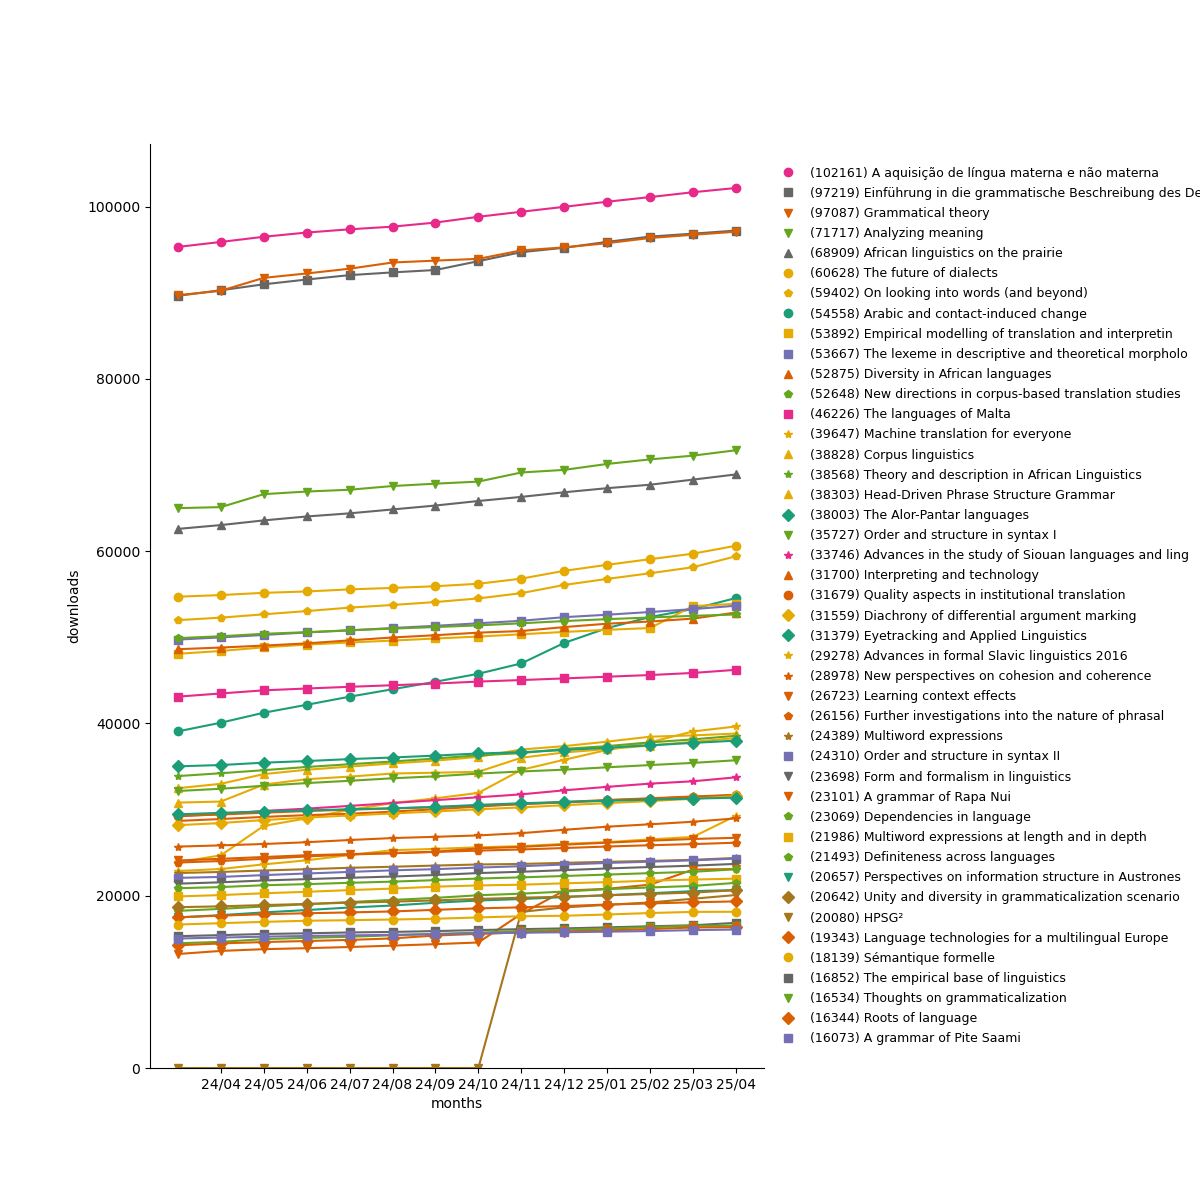 100000
80000
60000
40000
20000
0
downloads
24/04 24/05 24/06 24/07 24/08 24/09 24/10 24/11 24/12 25/01 25/02 25/03 25/04
months
(102161) A aquisição de língua materna e não materna
(97219) Einführung in die grammatische Beschreibung des De
(97087) Grammatical theory
(71717) Analyzing meaning
(68909) African linguistics on the prairie
(60628) The future of dialects
(59402) On looking into words (and beyond)
(54558) Arabic and contact-induced change
(53892) Empirical modelling of translation and interpretin
(53667) The lexeme in descriptive and theoretical morpholo
(52875) Diversity in African languages
(52648) New directions in corpus-based translation studies
(46226) The languages of Malta
(39647) Machine translation for everyone
(38828) Corpus linguistics
(38568) Theory and description in African Linguistics
(38303) Head-Driven Phrase Structure Grammar
(38003) The Alor-Pantar languages
(35727) Order and structure in syntax I
(33746) Advances in the study of Siouan languages and ling
(31700) Interpreting and technology
(31679) Quality aspects in institutional translation
(31559) Diachrony of differential argument marking
(31379) Eyetracking and Applied Linguistics
(29278) Advances in formal Slavic linguistics 2016
(28978) New perspectives on cohesion and coherence
(26723) Learning context effects
(26156) Further investigations into the nature of phrasal
(24389) Multiword expressions
(24310) Order and structure in syntax II
(23698) Form and formalism in linguistics
(23101) A grammar of Rapa Nui
(23069) Dependencies in language
(21986) Multiword expressions at length and in depth
(21493) Definiteness across languages
(20657) Perspectives on information structure in Austrones
(20642) Unity and diversity in grammaticalization scenario
(20080) HPSG²
(19343) Language technologies for a multilingual Europe
(18139) Sémantique formelle
(16852) The empirical base of linguistics
(16534) Thoughts on grammaticalization
(16344) Roots of language
(16073) A grammar of Pite Saami